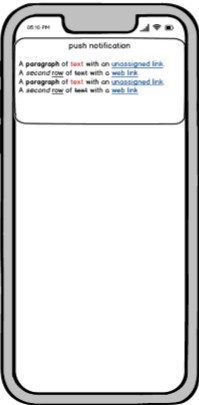 05:10 PM
push notification
A paragraph of text with an unassigned link.
A second row of text with a web link
A paragraph of text with an unassigned link.
A second row of text with a web link